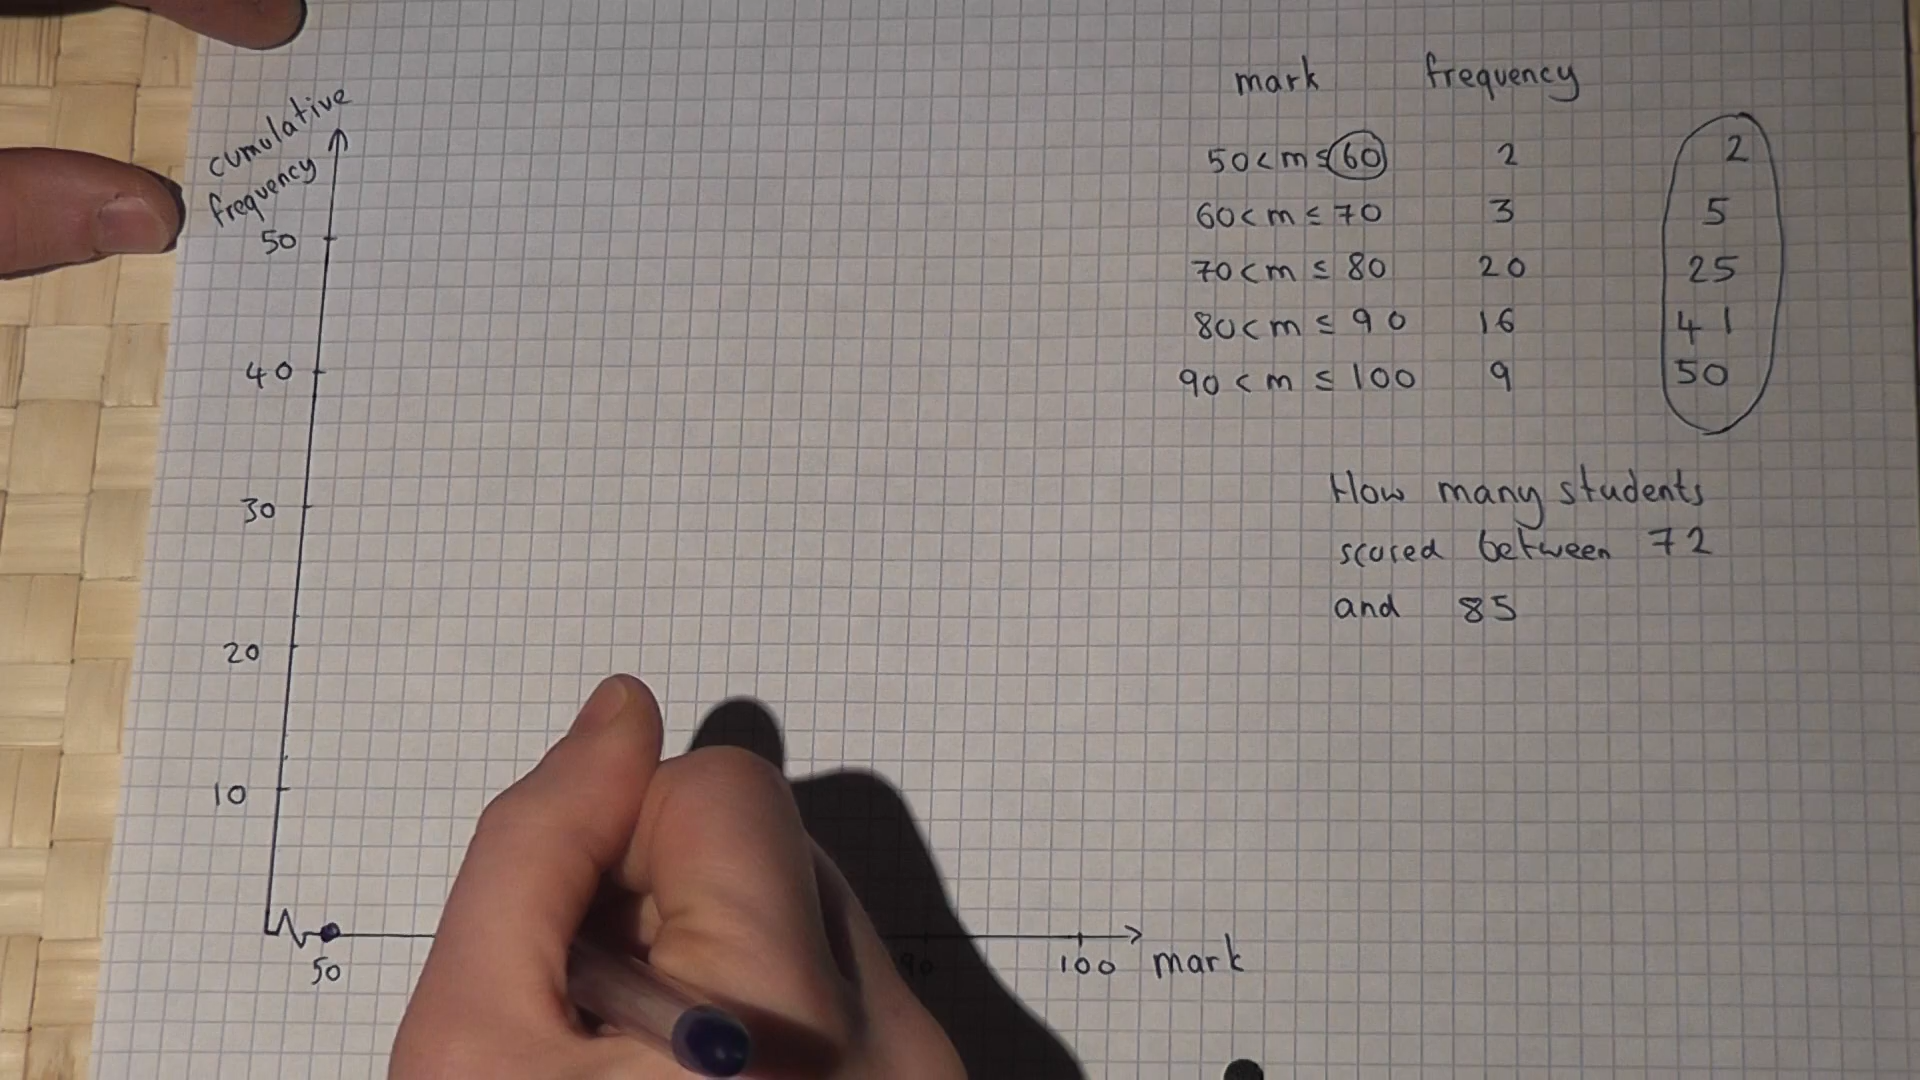 cumulative
frequency
50
40
30
20
10
50
90
100 mark
mark frequency
50<m≤60 2 2
60<m≤70 3 5
70<m≤80 20 25
80<m≤90 16 41
90<m≤100 9 50
How many students
scored between 72
and 85